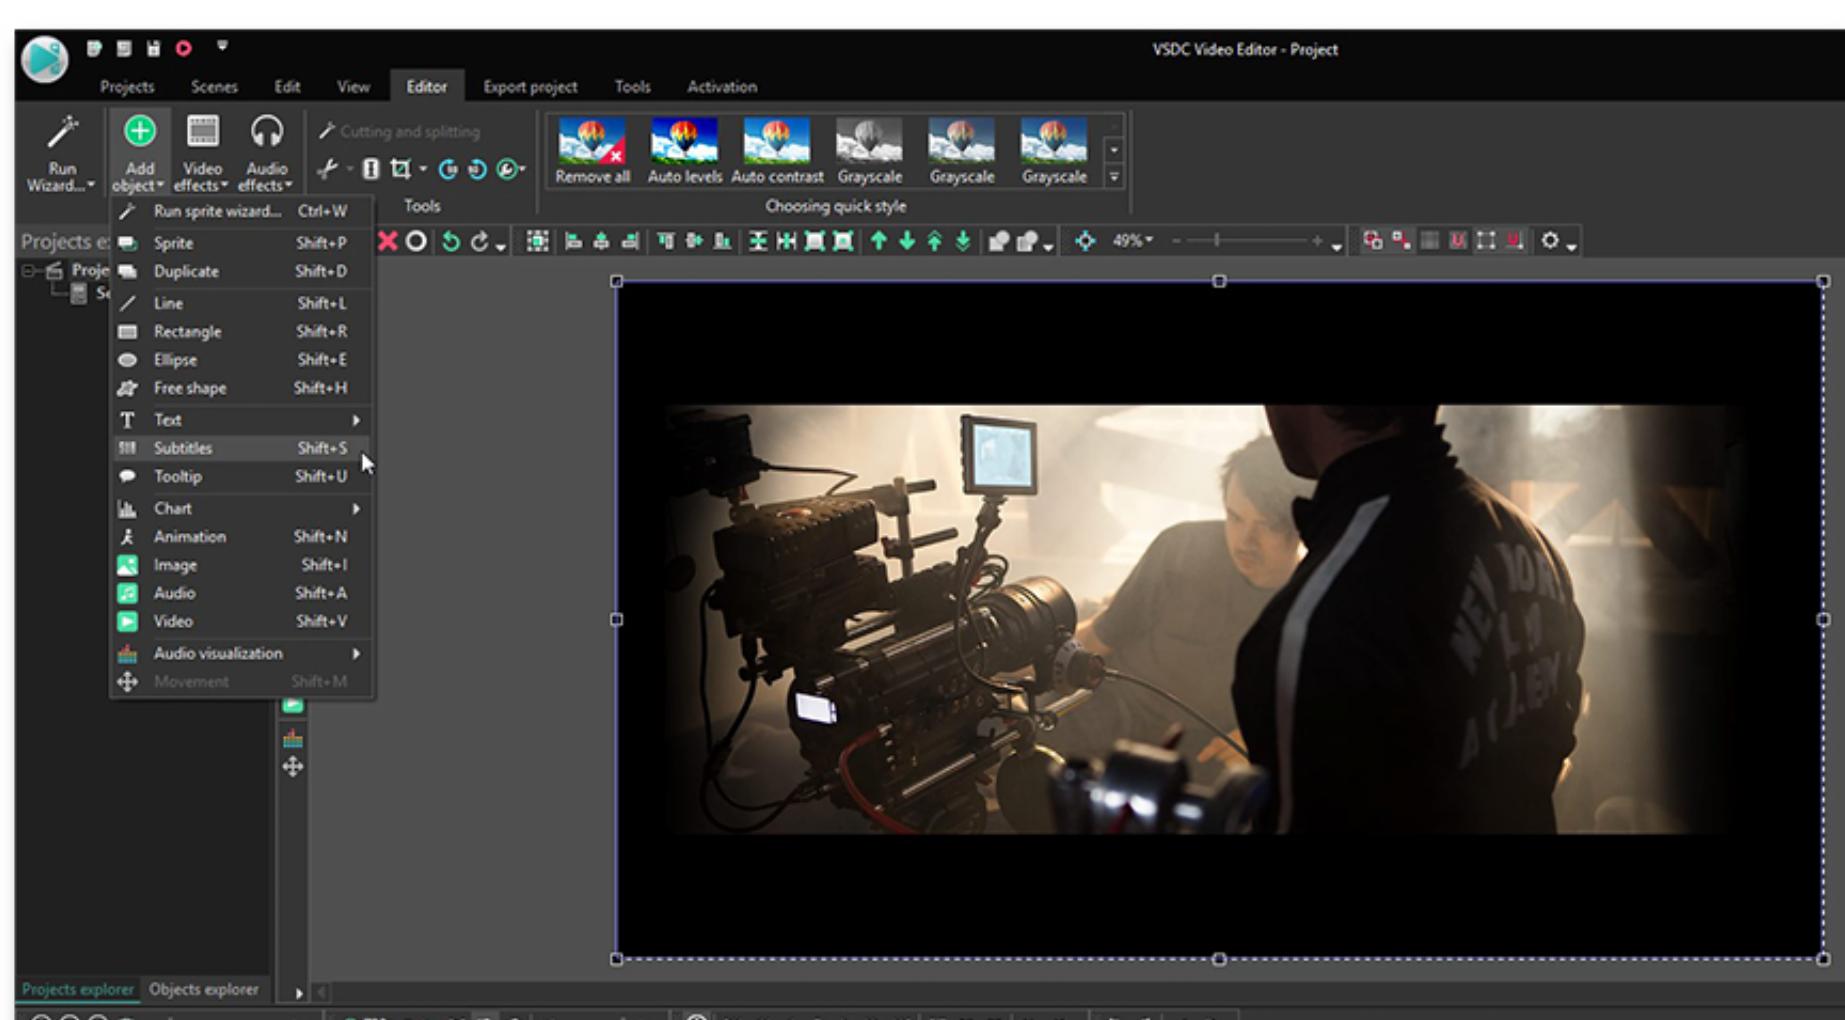 VSDC Video Editor - Project
Projects Scenes Edit View Editor Export project Tools Activation
Cutting and splitting
Run Wizard...
Add object
Video effects
Audio effects
Remove all Auto levels Auto contrast Grayscale Grayscale Grayscale
Tools
Choosing quick style
Run sprite wizard... Ctrl+W
Projects
49%
Sprite Shift+P
Duplicate Shift+D
Line Shift+L
Rectangle Shift+R
Ellipse Shift+E
Free shape Shift+H
Text
Subtitles Shift+S
Tooltip Shift+U
Chart
Animation Shift+N
Image Shift+I
Audio Shift+A
Video Shift+V
Audio visualization
Movement Shift+M
NEW YORK
Projects explorer Objects explorer